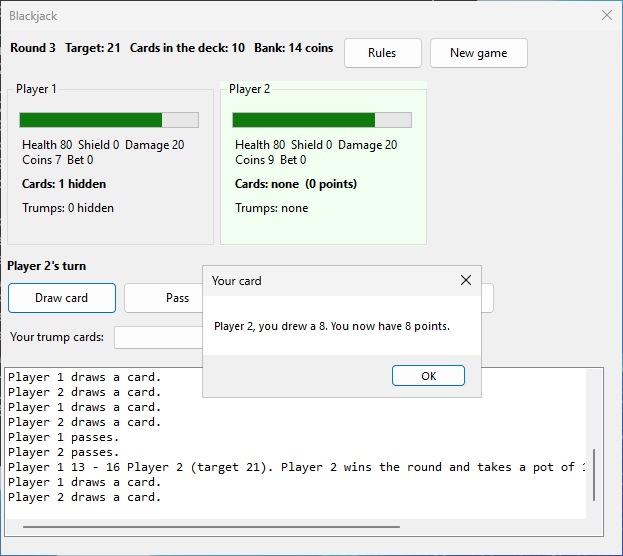 Blackjack
Round 3 Target: 21 Cards in the deck: 10 Bank: 14 coins
Rules
New game
Player 1
Health 80 Shield 0 Damage 20
Coins 7 Bet 0
Cards: 1 hidden
Trumps: 0 hidden
Player 2
Health 80 Shield 0 Damage 20
Coins 9 Bet 0
Cards: none (0 points)
Trumps: none
Player 2's turn
Draw card
Pass
Your trump cards:
Your card
Player 2, you drew a 8. You now have 8 points.
OK
Player 1 draws a card.
Player 2 draws a card.
Player 1 draws a card.
Player 2 draws a card.
Player 1 passes.
Player 2 passes.
Player 1 13 - 16 Player 2 (target 21). Player 2 wins the round and takes a pot of
Player 1 draws a card.
Player 2 draws a card.